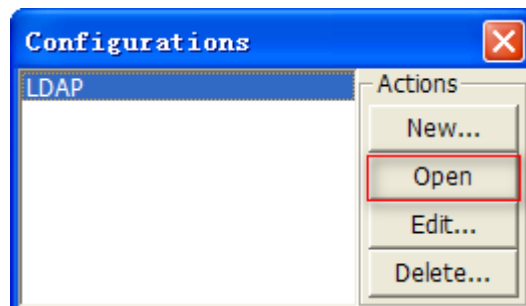 Configurations
LDAP
Actions
New...
Open
Edit...
Delete...